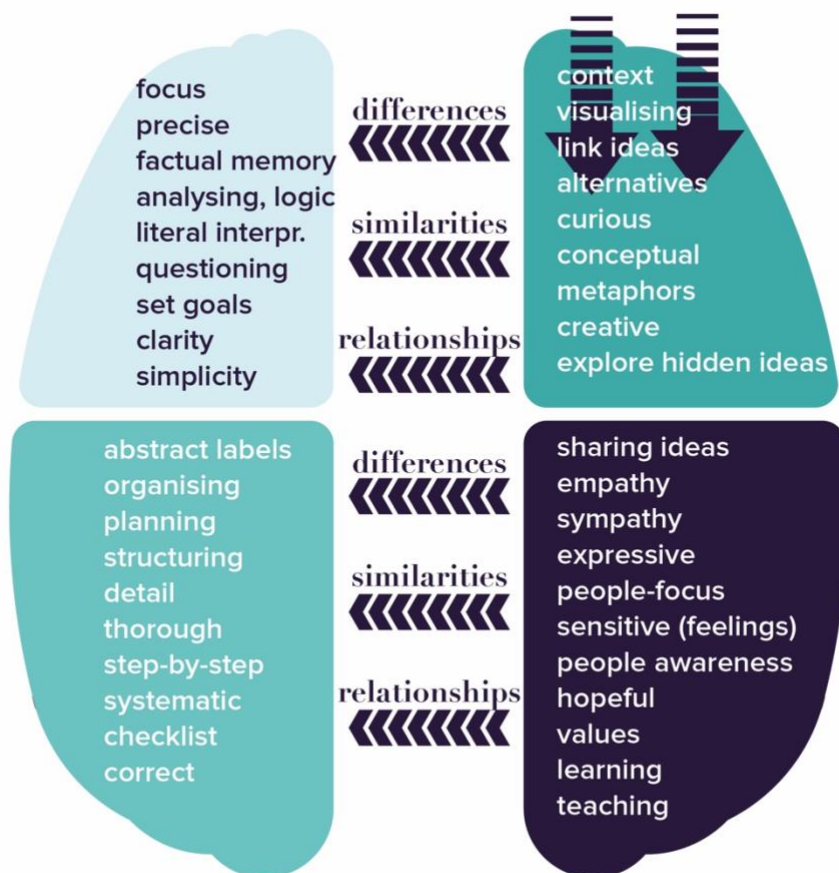 focus
precise
factual memory
analysing, logic
literal interpr.
questioning
set goals
clarity
simplicity
differences
similarities
relationships
context
visualising
link ideas
alternatives
curious
conceptual
metaphors
creative
explore hidden ideas
abstract labels
organising
planning
structuring
detail
thorough
step-by-step
systematic
checklist
correct
differences
similarities
relationships
sharing ideas
empathy
sympathy
expressive
people-focus
sensitive (feelings)
people awareness
hopeful
values
learning
teaching